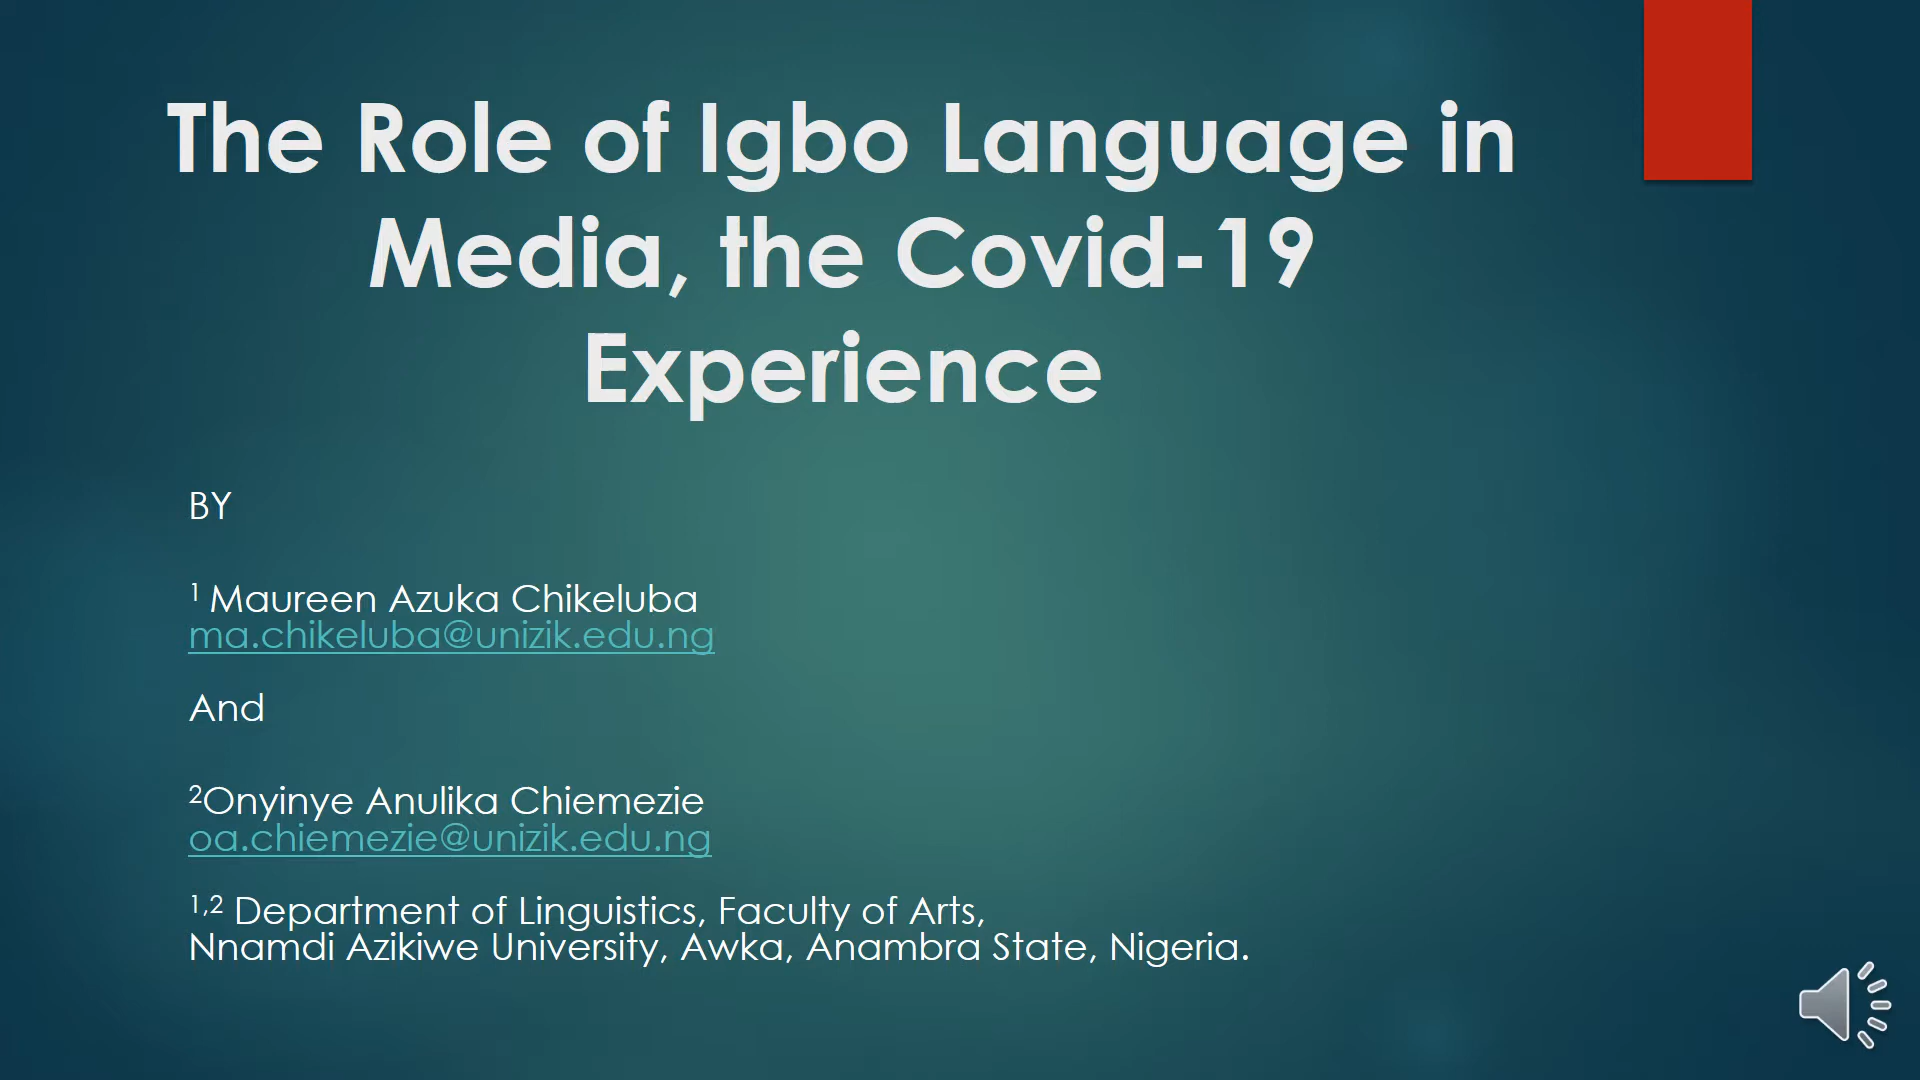 The Role of Igbo Language in
Media, the Covid-19
Experience
BY
1 Maureen Azuka Chikeluba
ma.chikeluba@unizik.edu.ng
And
2Onyinye Anulika Chiemezie
oa.chiemezie@unizik.edu.ng
1,2 Department of Linguistics, Faculty of Arts,
Nnamdi Azikiwe University, Awka, Anambra State, Nigeria.